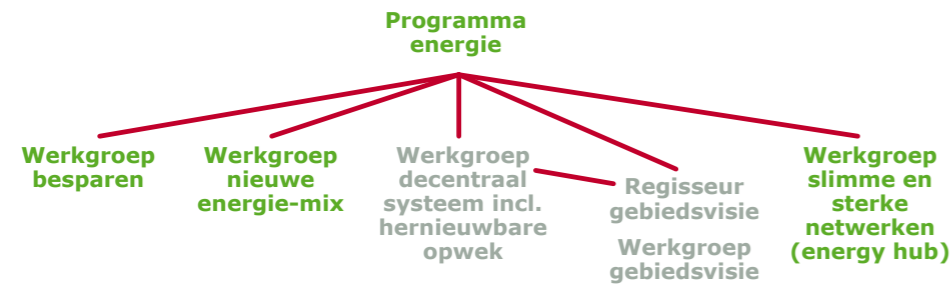 Programma
energie
Werkgroep
besparen
Werkgroep
nieuwe
energie-mix
Werkgroep
decentraal
systeem incl.
hernieuwbare
opwek
Regisseur
gebiedsvisie
Werkgroep
gebiedsvisie
Werkgroep
slimme en
sterke
netwerken
(energy hub)